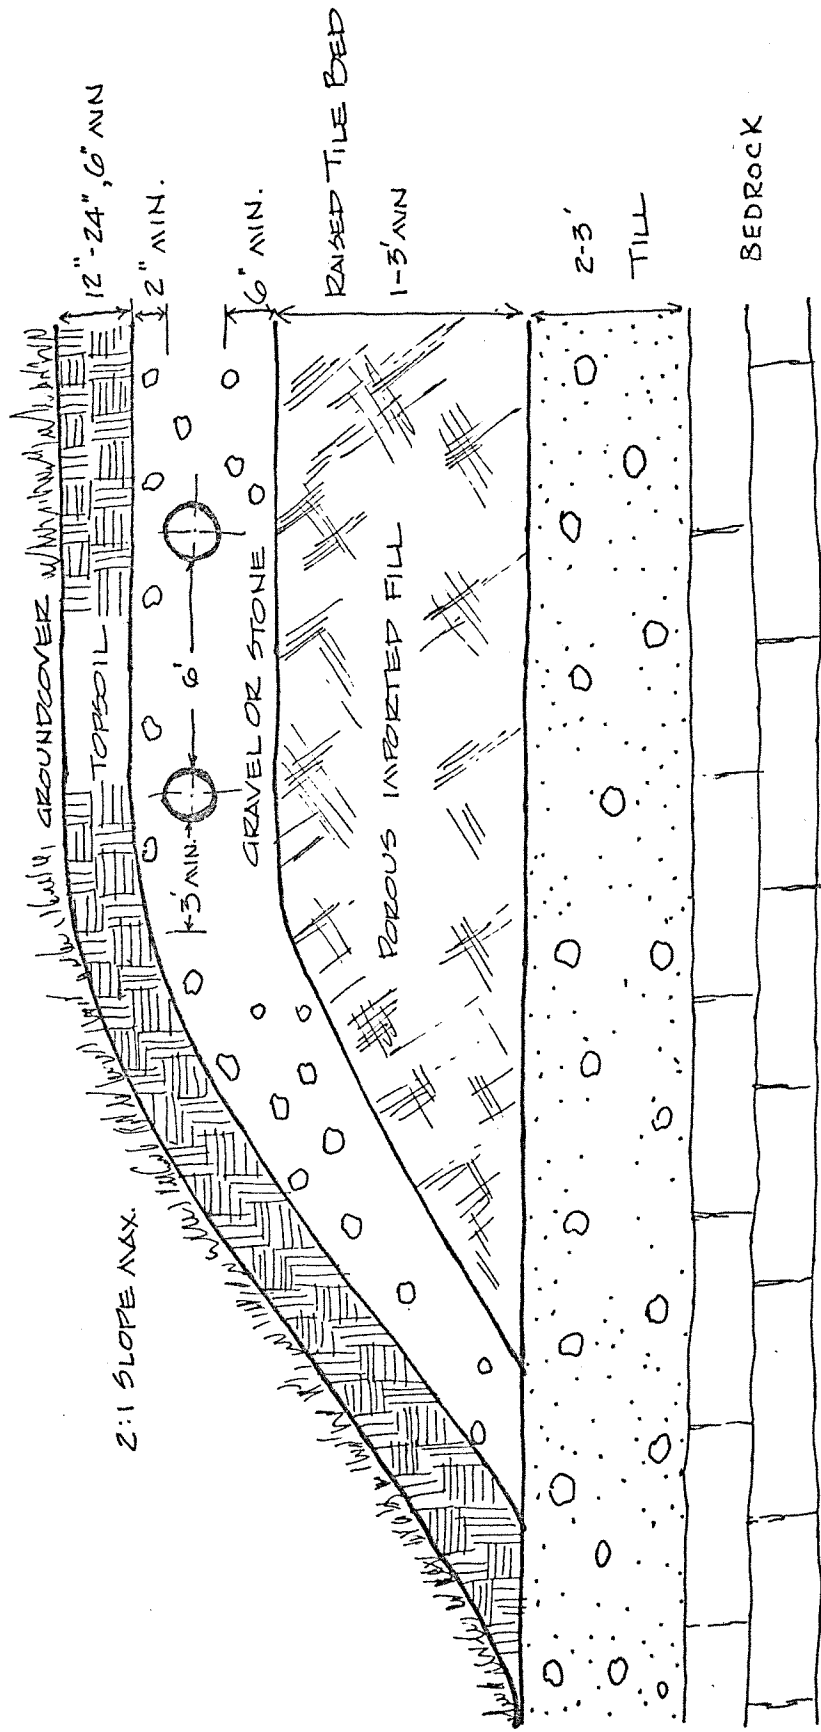 12"-24", 6" MIN
2" MIN.
6" MIN.
RAISED TILE BED
1-3' MIN
2-3'
TILL
BEDROCK
GROUNDCOVER
TOPSOIL
6'
3' MIN.
GRAVEL OR STONE
POROUS IMPORTED FILL
2:1 SLOPE MAX.